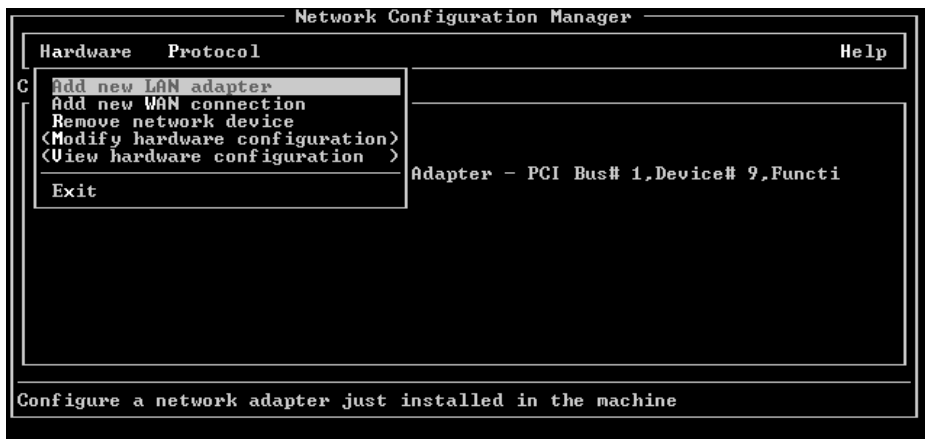 Network Configuration Manager
Hardware Protocol Help
C
Add new LAN adapter
Add new WAN connection
Remove network device
<Modify hardware configuration>
<View hardware configuration >
Adapter - PCI Bus# 1,Device# 9,Functi
Exit
Configure a network adapter just installed in the machine